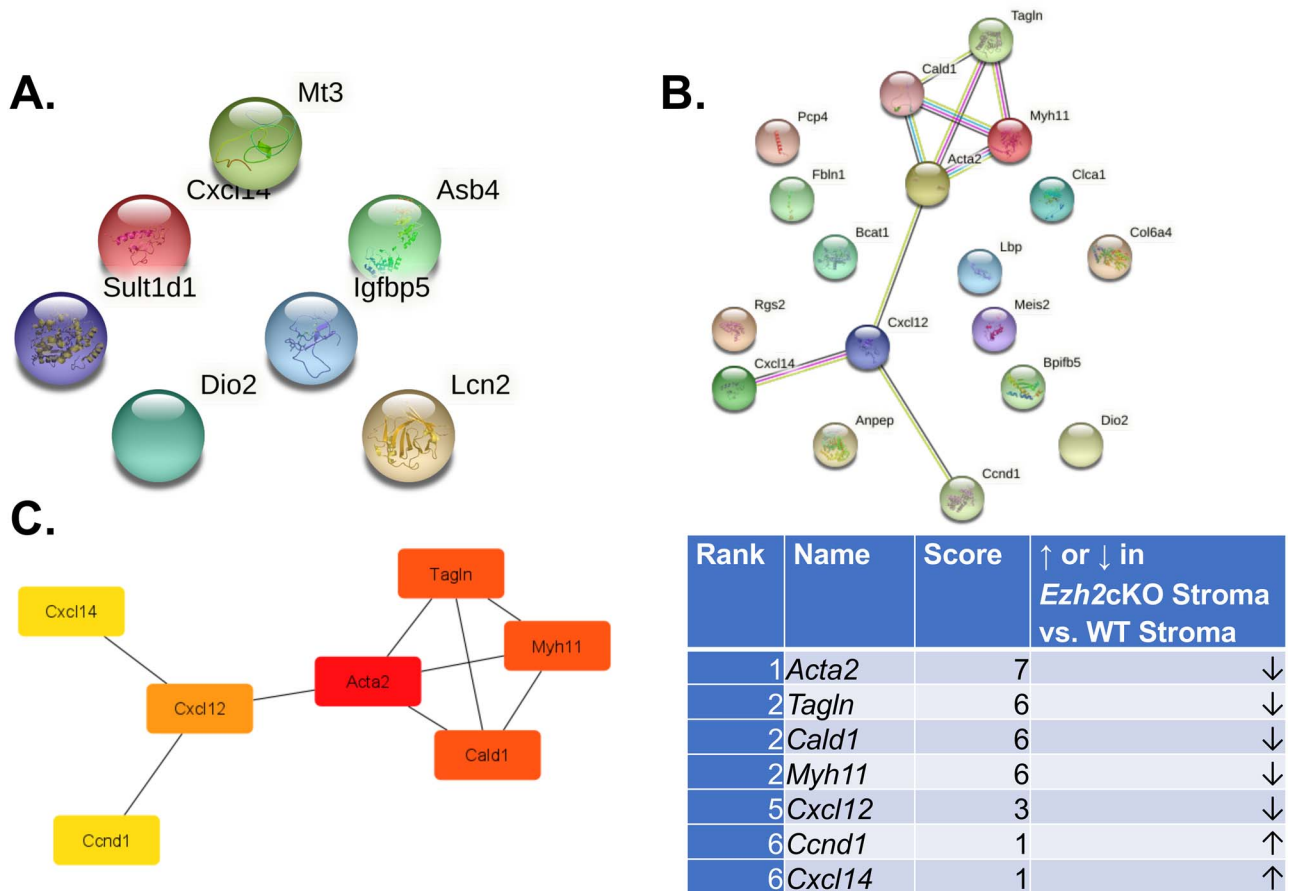 A.
Mt3
Cxcl14
Asb4
Sult1d1
Igfbp5
Dio2
Lcn2
B.
Tagln
Cald1
Pcp4
Myh11
Acta2
Fbln1
Clca1
Bcat1
Lbp
Col6a4
Rgs2
Cxcl12
Meis2
Cxcl14
Bpifb5
Anpep
Dio2
Ccnd1
C.
Tagln
Cxcl14
Myh11
Acta2
Cxcl12
Cald1
Ccnd1
Rank Name Score ↑ or ↓ in
Ezh2cKO Stroma
vs. WT Stroma
1 Acta2 7 ↓
2 Tagln 6 ↓
2 Cald1 6 ↓
2 Myh11 6 ↓
5 Cxcl12 3 ↓
6 Ccnd1 1 ↑
6 Cxcl14 1 ↑